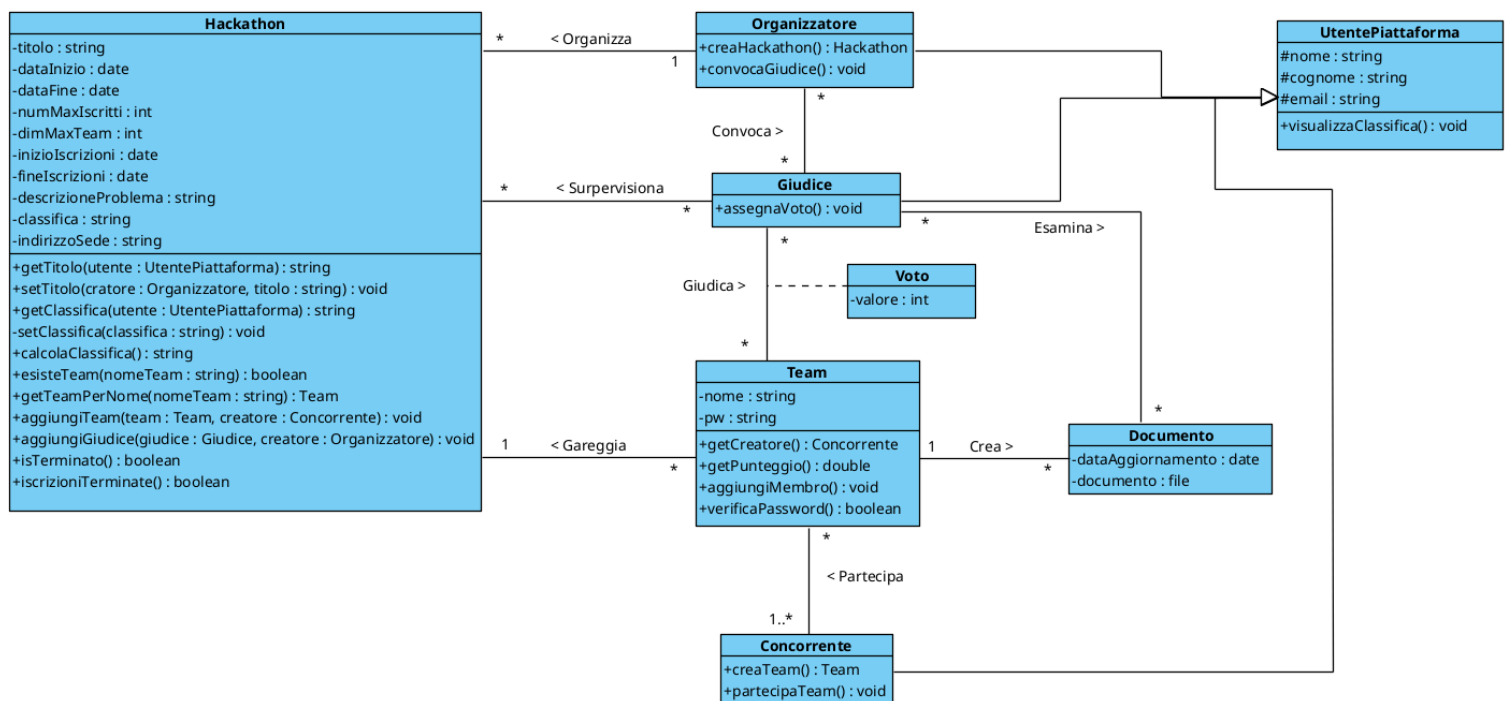 Hackathon
-titolo : string
-dataInizio : date
-dataFine : date
-numMaxIscritti : int
-dimMaxTeam : int
-inizioIscrizioni : date
-fineIscrizioni : date
-descrizioneProblema : string
-classifica : string
-indirizzoSede : string
+getTitolo(utente : UtentePiattaforma) : string
+setTitolo(cratore : Organizzatore, titolo : string) : void
+getClassifica(utente : UtentePiattaforma) : string
-setClassifica(classifica : string) : void
+calcolaClassifica() : string
+esisteTeam(nomeTeam : string) : boolean
+getTeamPerNome(nomeTeam : string) : Team
+aggiungiTeam(team : Team, creatore : Concorrente) : void
+aggiungiGiudice(giudice : Giudice, creatore : Organizzatore) : void
+isTerminato() : boolean
+iscrizioniTerminate() : boolean
* < Organizza 1
Organizzatore
+creaHackathon() : Hackathon
+convocaGiudice() : void
UtentePiattaforma
#nome : string
#cognome : string
#email : string
+visualizzaClassifica() : void
*
Convoca >
*
* < Surpervisiona *
Giudice
+assegnaVoto() : void
* Esamina > *
*
Giudica >
*
Voto
-valore : int
1 < Gareggia *
Team
-nome : string
-pw : string
+getCreatore() : Concorrente
+getPunteggio() : double
+aggiungiMembro() : void
+verificaPassword() : boolean
1 Crea > *
Documento
-dataAggiornamento : date
-documento : file
*
< Partecipa
1..*
Concorrente
+creaTeam() : Team
+partecipaTeam() : void